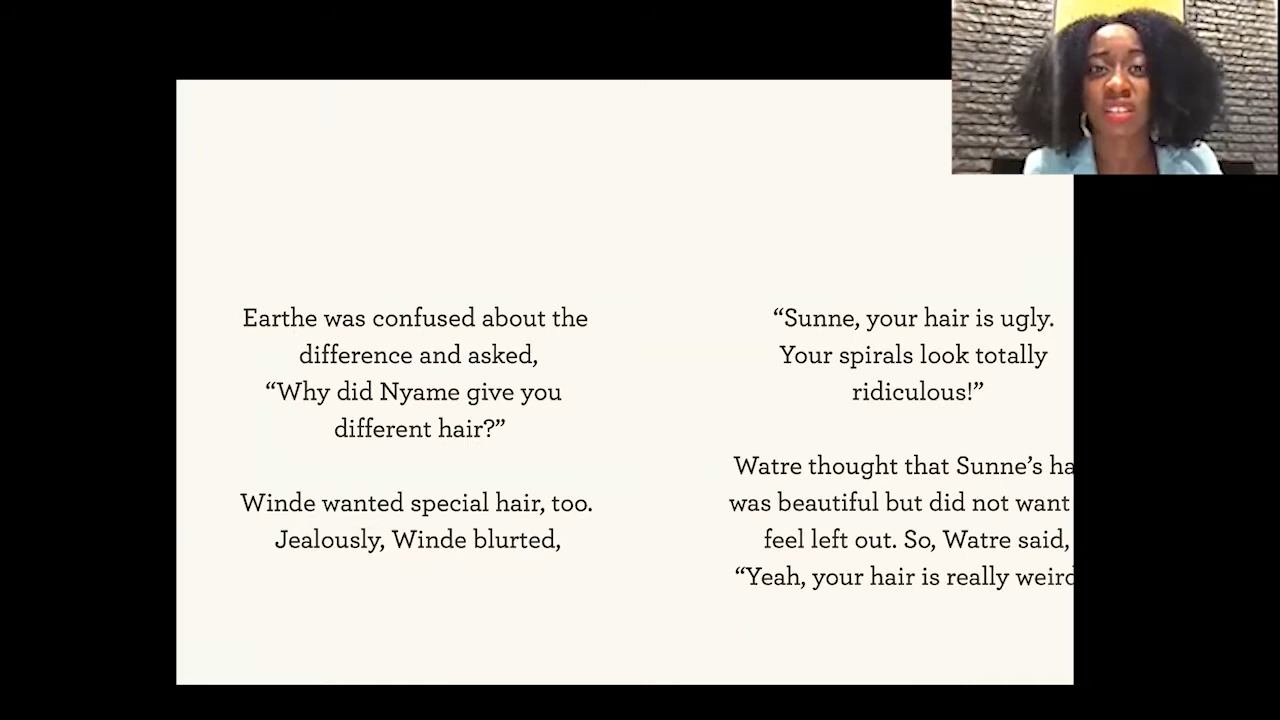 Earthe was confused about the
difference and asked,
“Why did Nyame give you
different hair?”
Winde wanted special hair, too.
Jealously, Winde blurted,
“Sunne, your hair is ugly.
Your spirals look totally
ridiculous!”
Watre thought that Sunne’s ha
was beautiful but did not want
feel left out. So, Watre said,
“Yeah, your hair is really weird